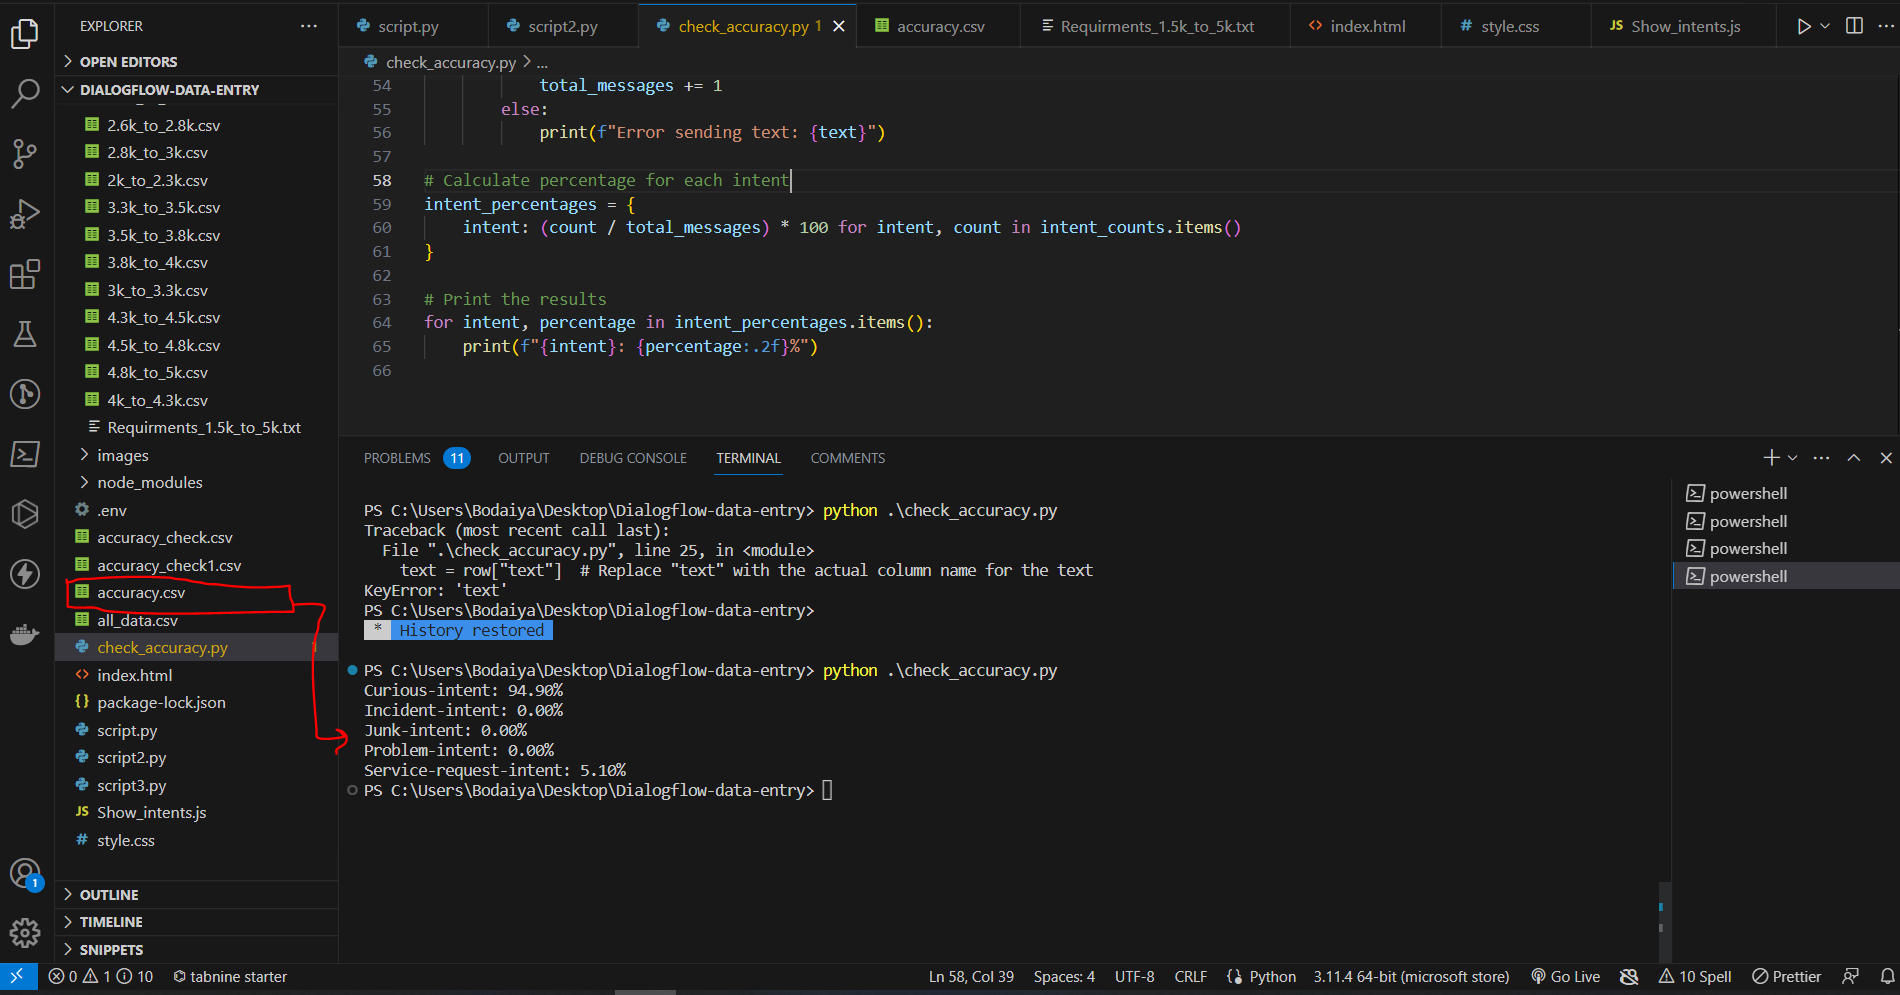 EXPLORER
script.py
script2.py
check_accuracy.py 1
accuracy.csv
Requirments_1.5k_to_5k.txt
index.html
# style.css
JS Show_intents.js
OPEN EDITORS
DIALOGFLOW-DATA-ENTRY
2.6k_to_2.8k.csv
2.8k_to_3k.csv
2k_to_2.3k.csv
3.3k_to_3.5k.csv
3.5k_to_3.8k.csv
3.8k_to_4k.csv
3k_to_3.3k.csv
4.3k_to_4.5k.csv
4.5k_to_4.8k.csv
4.8k_to_5k.csv
4k_to_4.3k.csv
Requirments_1.5k_to_5k.txt
images
node_modules
.env
accuracy_check.csv
accuracy_check1.csv
accuracy.csv
all_data.csv
check_accuracy.py 1
<> index.html
{} package-lock.json
script.py
script2.py
script3.py
JS Show_intents.js
# style.css
OUTLINE
TIMELINE
SNIPPETS
check_accuracy.py > ...
54 total_messages += 1
55 else:
56 print(f"Error sending text: {text}")
57
58 # Calculate percentage for each intent
59 intent_percentages = {
60 intent: (count / total_messages) * 100 for intent, count in intent_counts.items()
61 }
62
63 # Print the results
64 for intent, percentage in intent_percentages.items():
65 print(f"{intent}: {percentage:.2f}%")
66
PROBLEMS 11 OUTPUT DEBUG CONSOLE TERMINAL COMMENTS
PS C:\Users\Bodaiya\Desktop\Dialogflow-data-entry> python .\check_accuracy.py
Traceback (most recent call last):
File ".\check_accuracy.py", line 25, in <module>
text = row["text"] # Replace "text" with the actual column name for the text
KeyError: 'text'
PS C:\Users\Bodaiya\Desktop\Dialogflow-data-entry>
* History restored
PS C:\Users\Bodaiya\Desktop\Dialogflow-data-entry> python .\check_accuracy.py
Curious-intent: 94.90%
Incident-intent: 0.00%
Junk-intent: 0.00%
Problem-intent: 0.00%
Service-request-intent: 5.10%
PS C:\Users\Bodaiya\Desktop\Dialogflow-data-entry>
powershell
powershell
powershell
powershell
1
0 1 10 tabnine starter Ln 58, Col 39 Spaces: 4 UTF-8 CRLF {} Python 3.11.4 64-bit (microsoft store) Go Live 10 Spell Prettier